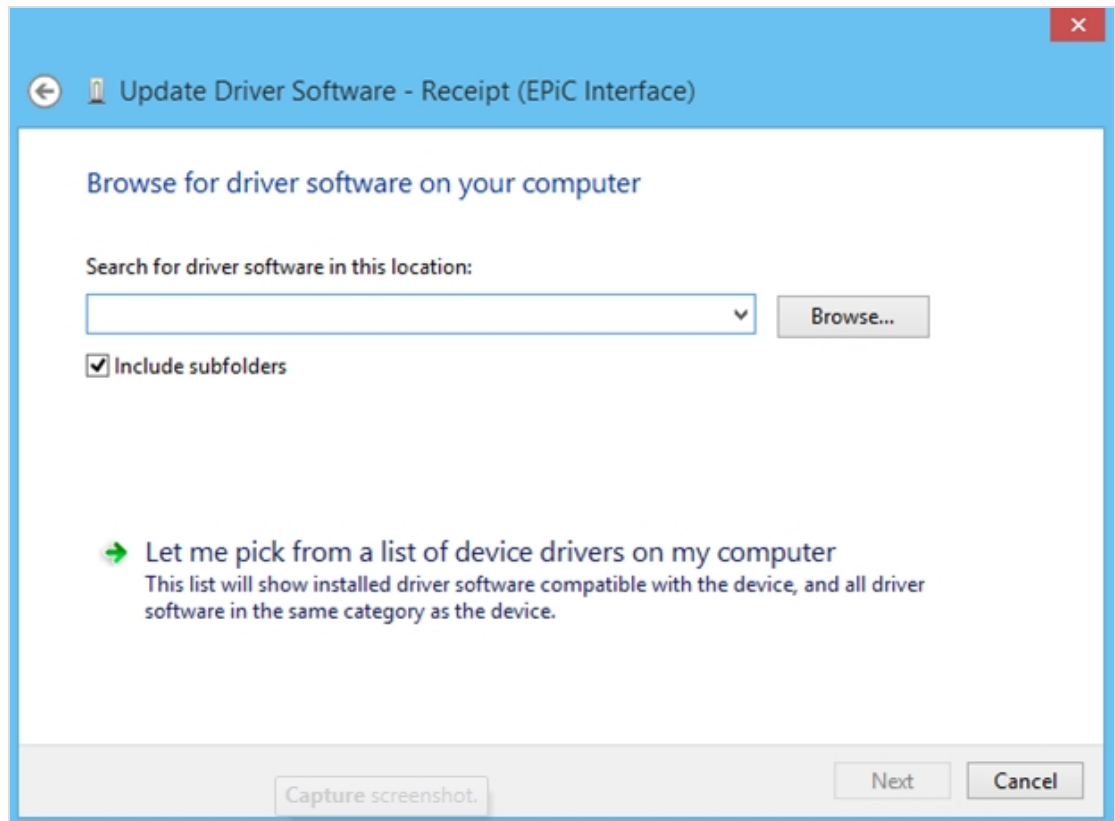 Update Driver Software - Receipt (EPiC Interface)
Browse for driver software on your computer
Search for driver software in this location:
Browse...
Include subfolders
Let me pick from a list of device drivers on my computer
This list will show installed driver software compatible with the device, and all driver
software in the same category as the device.
Next
Cancel
Capture screenshot.